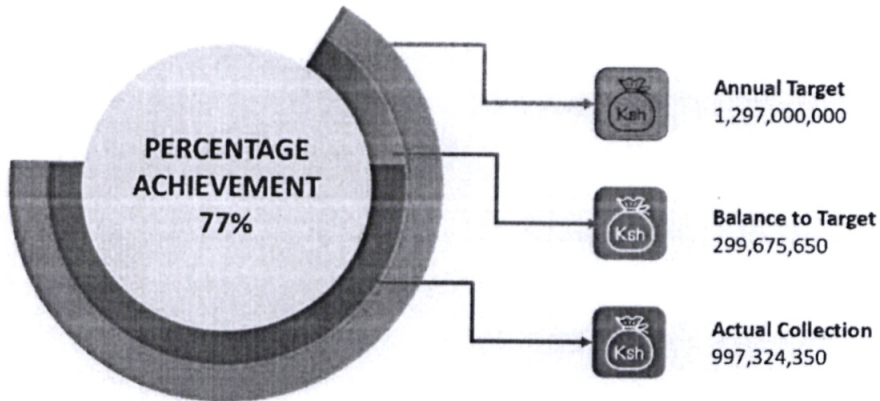 PERCENTAGE
ACHIEVEMENT
77%
Ksh
Annual Target
1,297,000,000
Ksh
Balance to Target
299,675,650
Ksh
Actual Collection
997,324,350